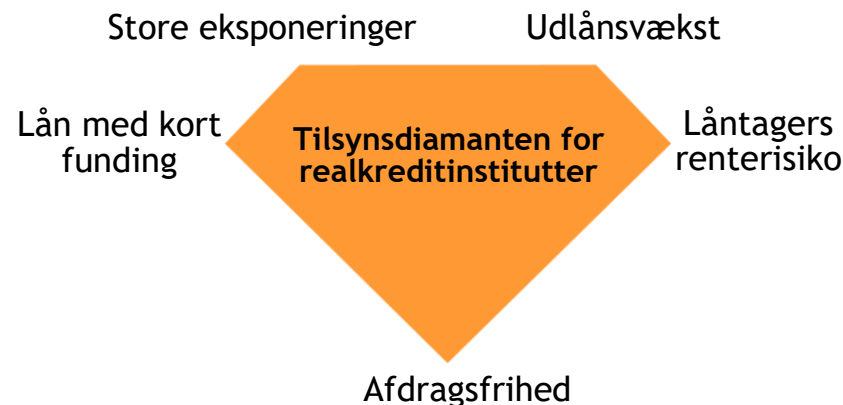 Store eksponeringer
Udlånsvækst
Lån med kort
funding
Tilsynsdiamanten for
realkreditinstitutter
Låntagers
renterisiko
Afdragsfrihed